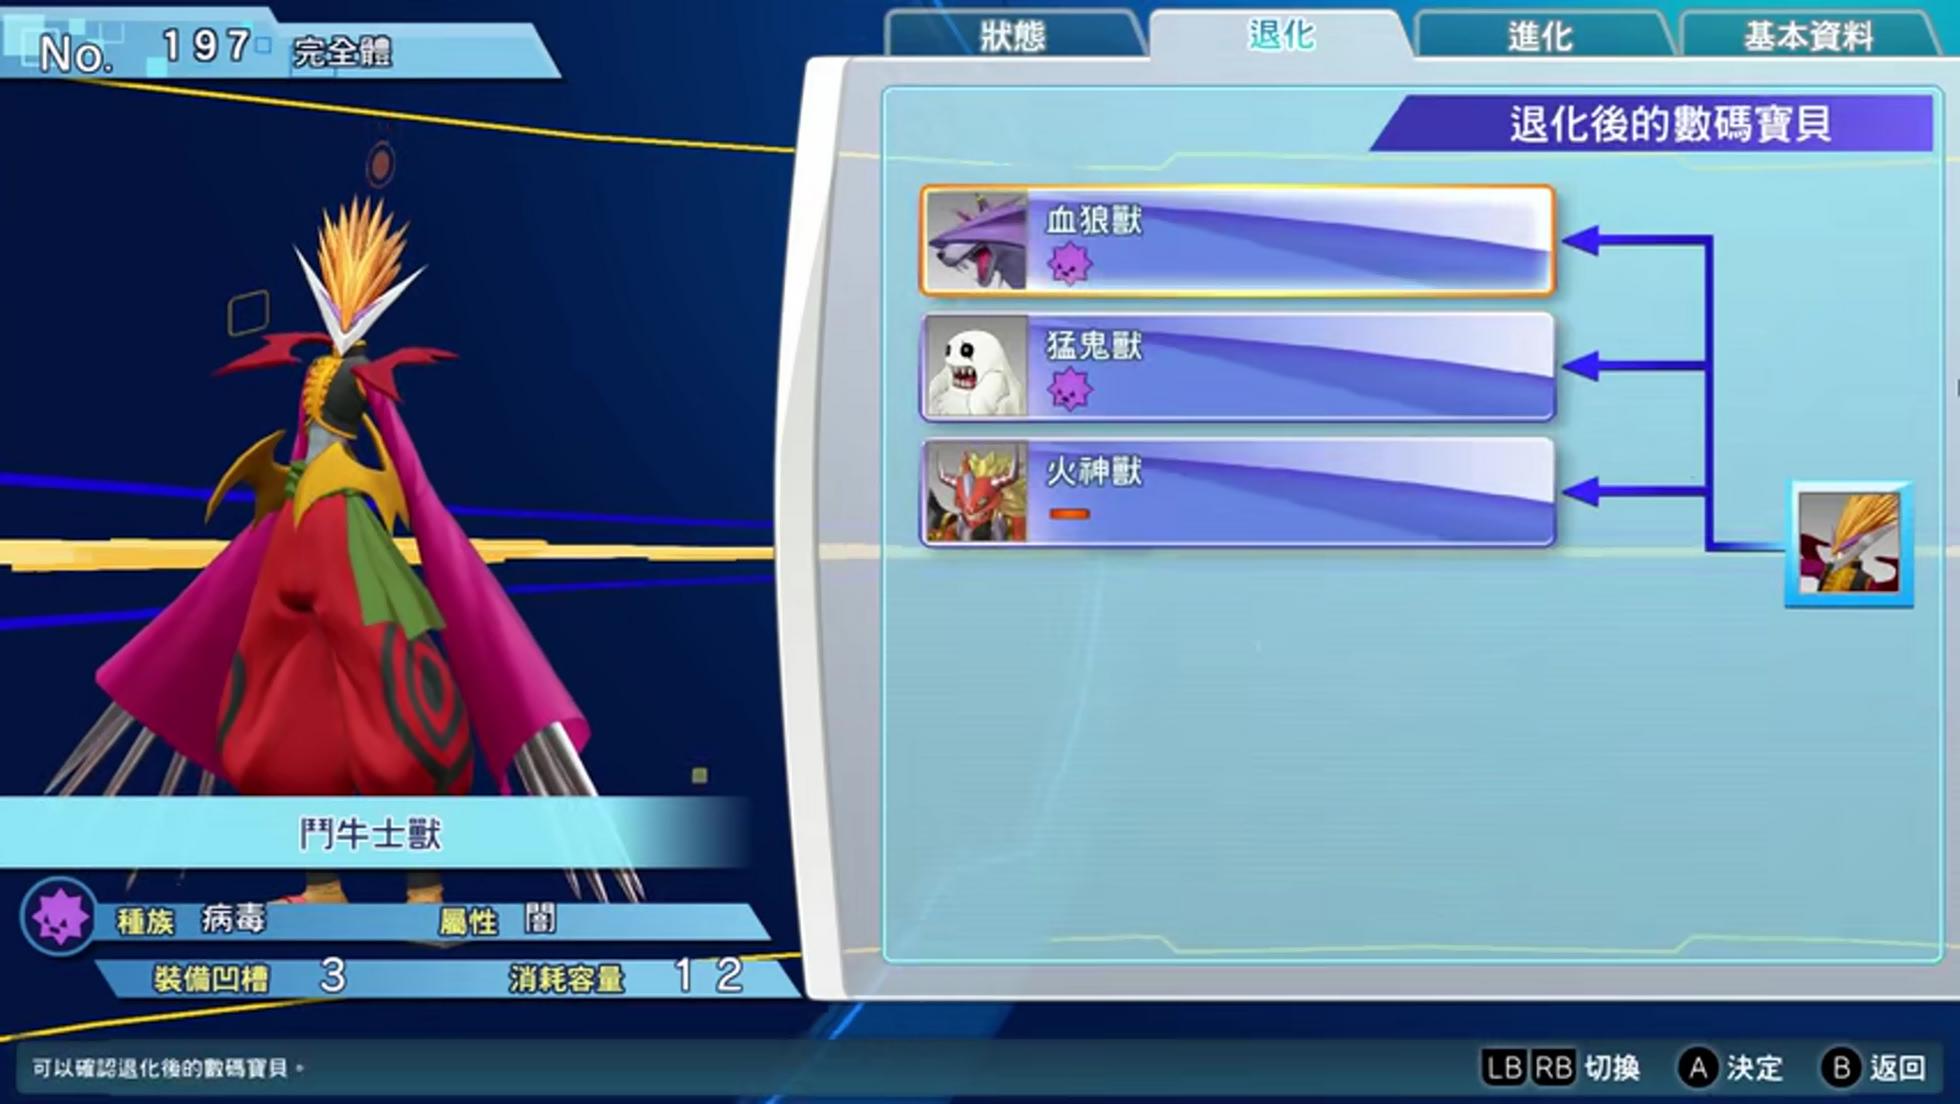 No. 197 完全體
狀態 退化 進化 基本資料
退化後的數碼寶貝
血狼獸
猛鬼獸
火神獸
鬥牛士獸
種族 病毒 屬性 闇
裝備凹槽 3 消耗容量 12
可以確認退化後的數碼寶貝。
LB RB 切換 A 決定 B 返回